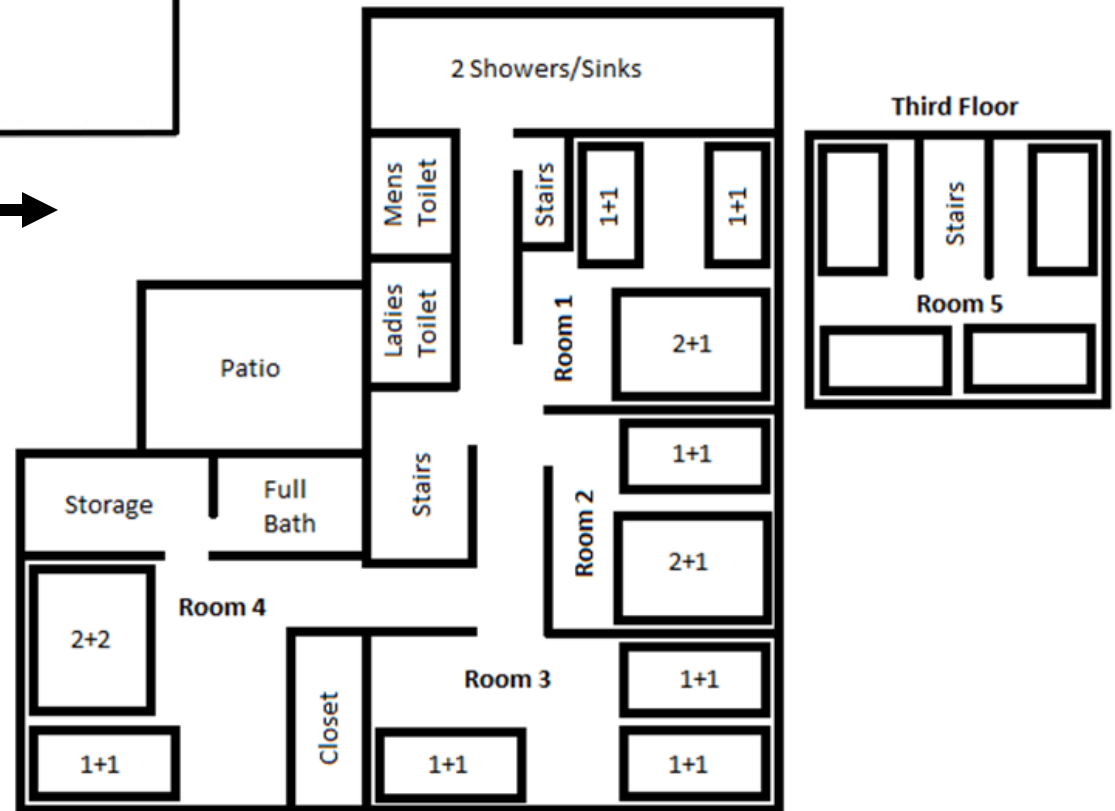 2 Showers/Sinks
Third Floor
Mens
Toilet
Stairs
1+1
1+1
Stairs
Ladies
Toilet
Room 1
2+1
Room 5
Patio
1+1
Stairs
Storage
Full
Bath
Room 2
2+1
Room 4
2+2
Room 3
1+1
Closet
1+1
1+1
1+1